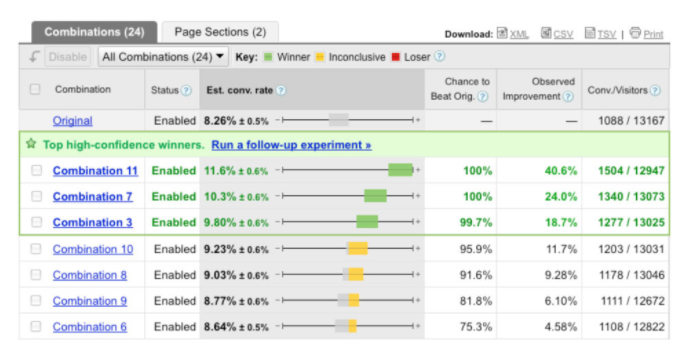 Combinations (24) Page Sections (2) Download: XML CSV TSV | Print
Disable All Combinations (24) ▼ Key: Winner Inconclusive Loser ?
Combination Status ? Est. conv. rate ? Chance to Beat Orig. ? Observed Improvement ? Conv./Visitors ?
Original Enabled 8.26% ± 0.5% — — 1088 / 13167
Top high-confidence winners. Run a follow-up experiment »
Combination 11 Enabled 11.6% ± 0.6% 100% 40.6% 1504 / 12947
Combination 7 Enabled 10.3% ± 0.6% 100% 24.0% 1340 / 13073
Combination 3 Enabled 9.80% ± 0.6% 99.7% 18.7% 1277 / 13025
Combination 10 Enabled 9.23% ± 0.6% 95.9% 11.7% 1203 / 13031
Combination 8 Enabled 9.03% ± 0.6% 91.6% 9.28% 1178 / 13046
Combination 9 Enabled 8.77% ± 0.6% 81.8% 6.10% 1111 / 12672
Combination 6 Enabled 8.64% ± 0.5% 75.3% 4.58% 1108 / 12822